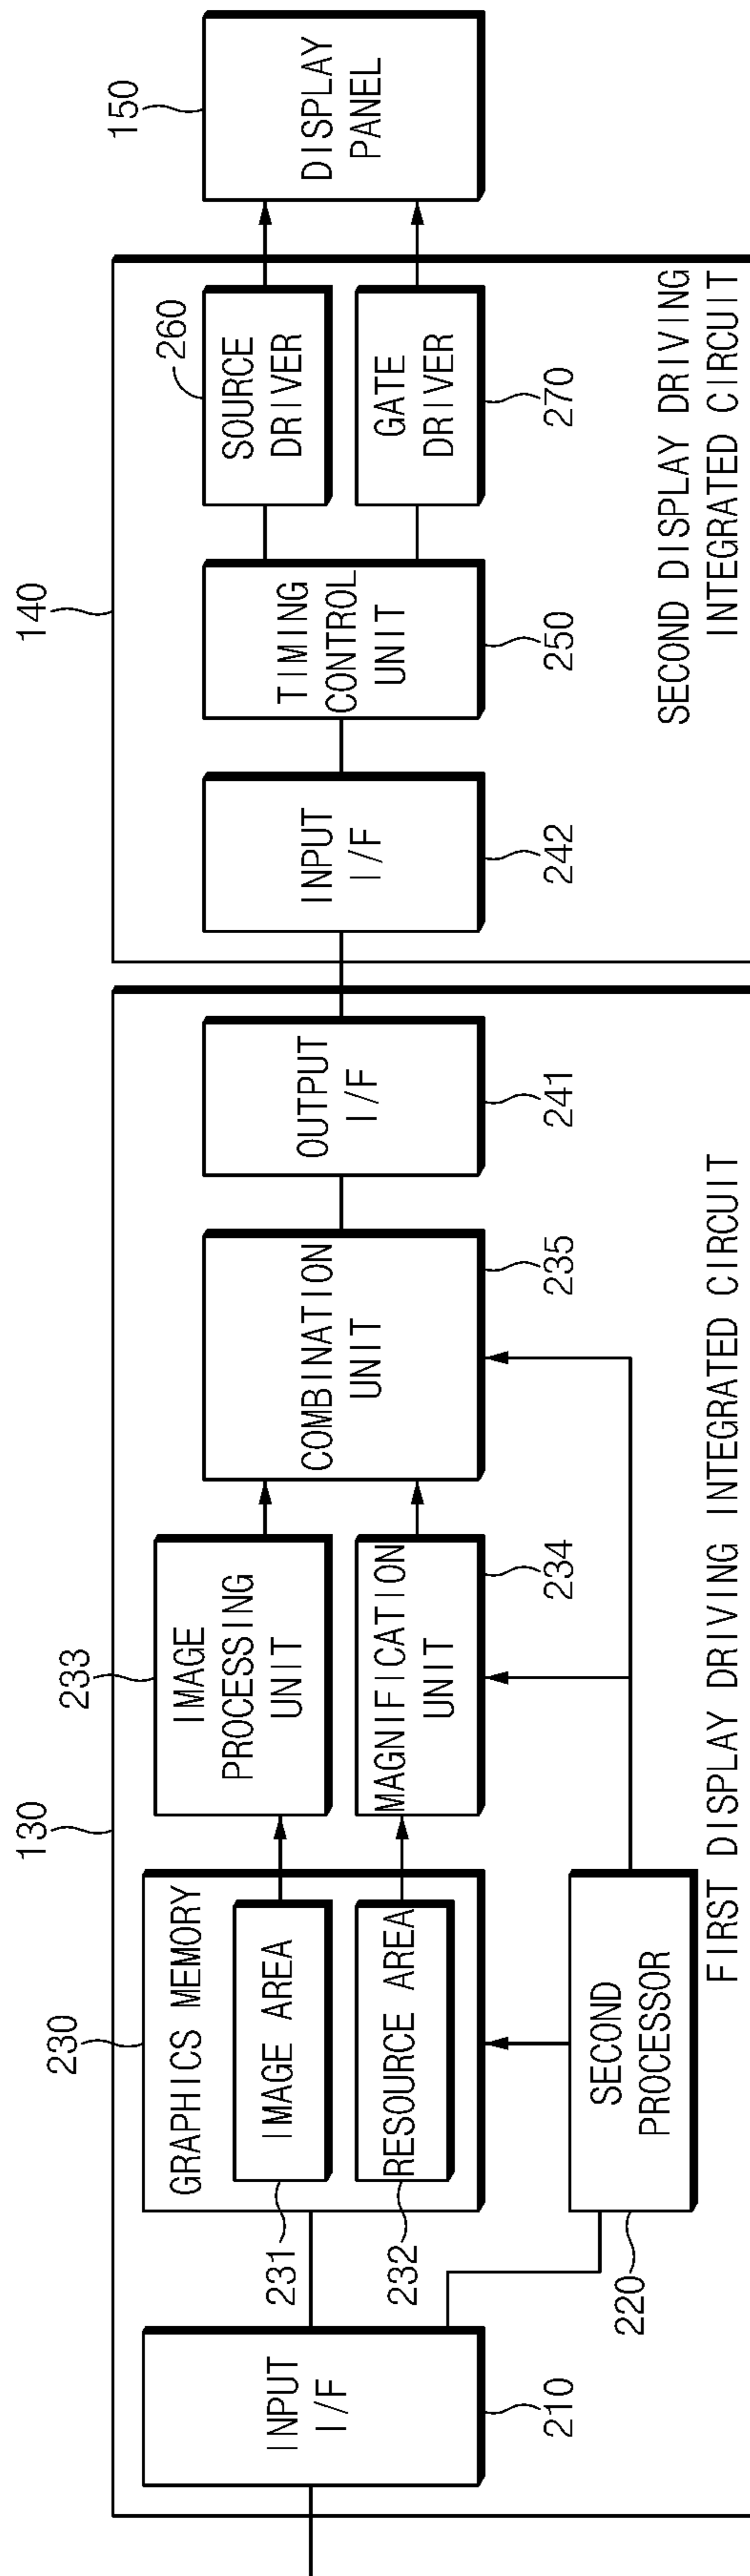 130
140
150
INPUT
I/F
210
230
GRAPHICS MEMORY
IMAGE AREA
231
RESOURCE AREA
232
SECOND
PROCESSOR
220
233
IMAGE
PROCESSING
UNIT
MAGNIFICATION
UNIT
234
COMBINATION
UNIT
235
OUTPUT
I/F
241
FIRST DISPLAY DRIVING INTEGRATED CIRCUIT
INPUT
I/F
242
TIMING
CONTROL
UNIT
250
260
SOURCE
DRIVER
GATE
DRIVER
270
SECOND DISPLAY DRIVING
INTEGRATED CIRCUIT
DISPLAY
PANEL